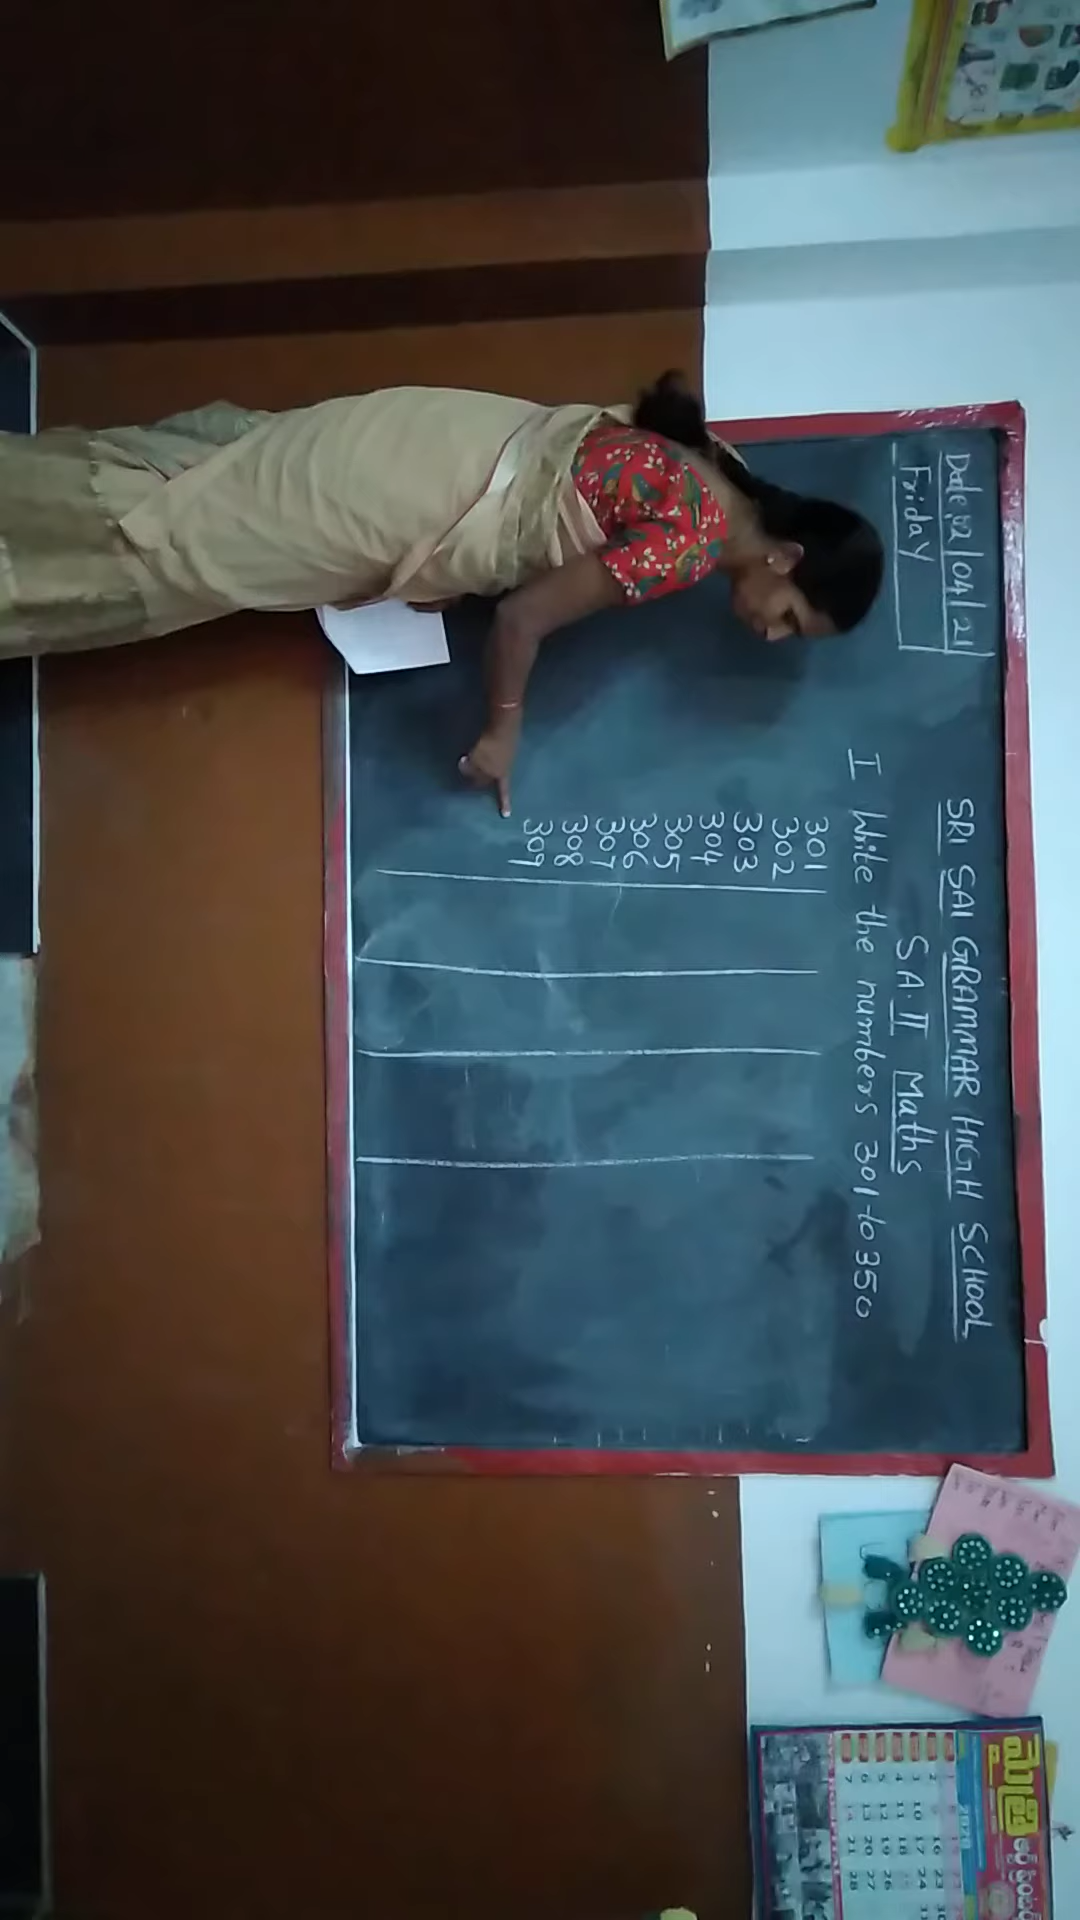 SRI SAI GRAMMAR HIGH SCHOOL
Date:02/04/21
Friday
SA.II Maths
I Write the numbers 301 to 350
301
302
303
304
305
306
307
308
309